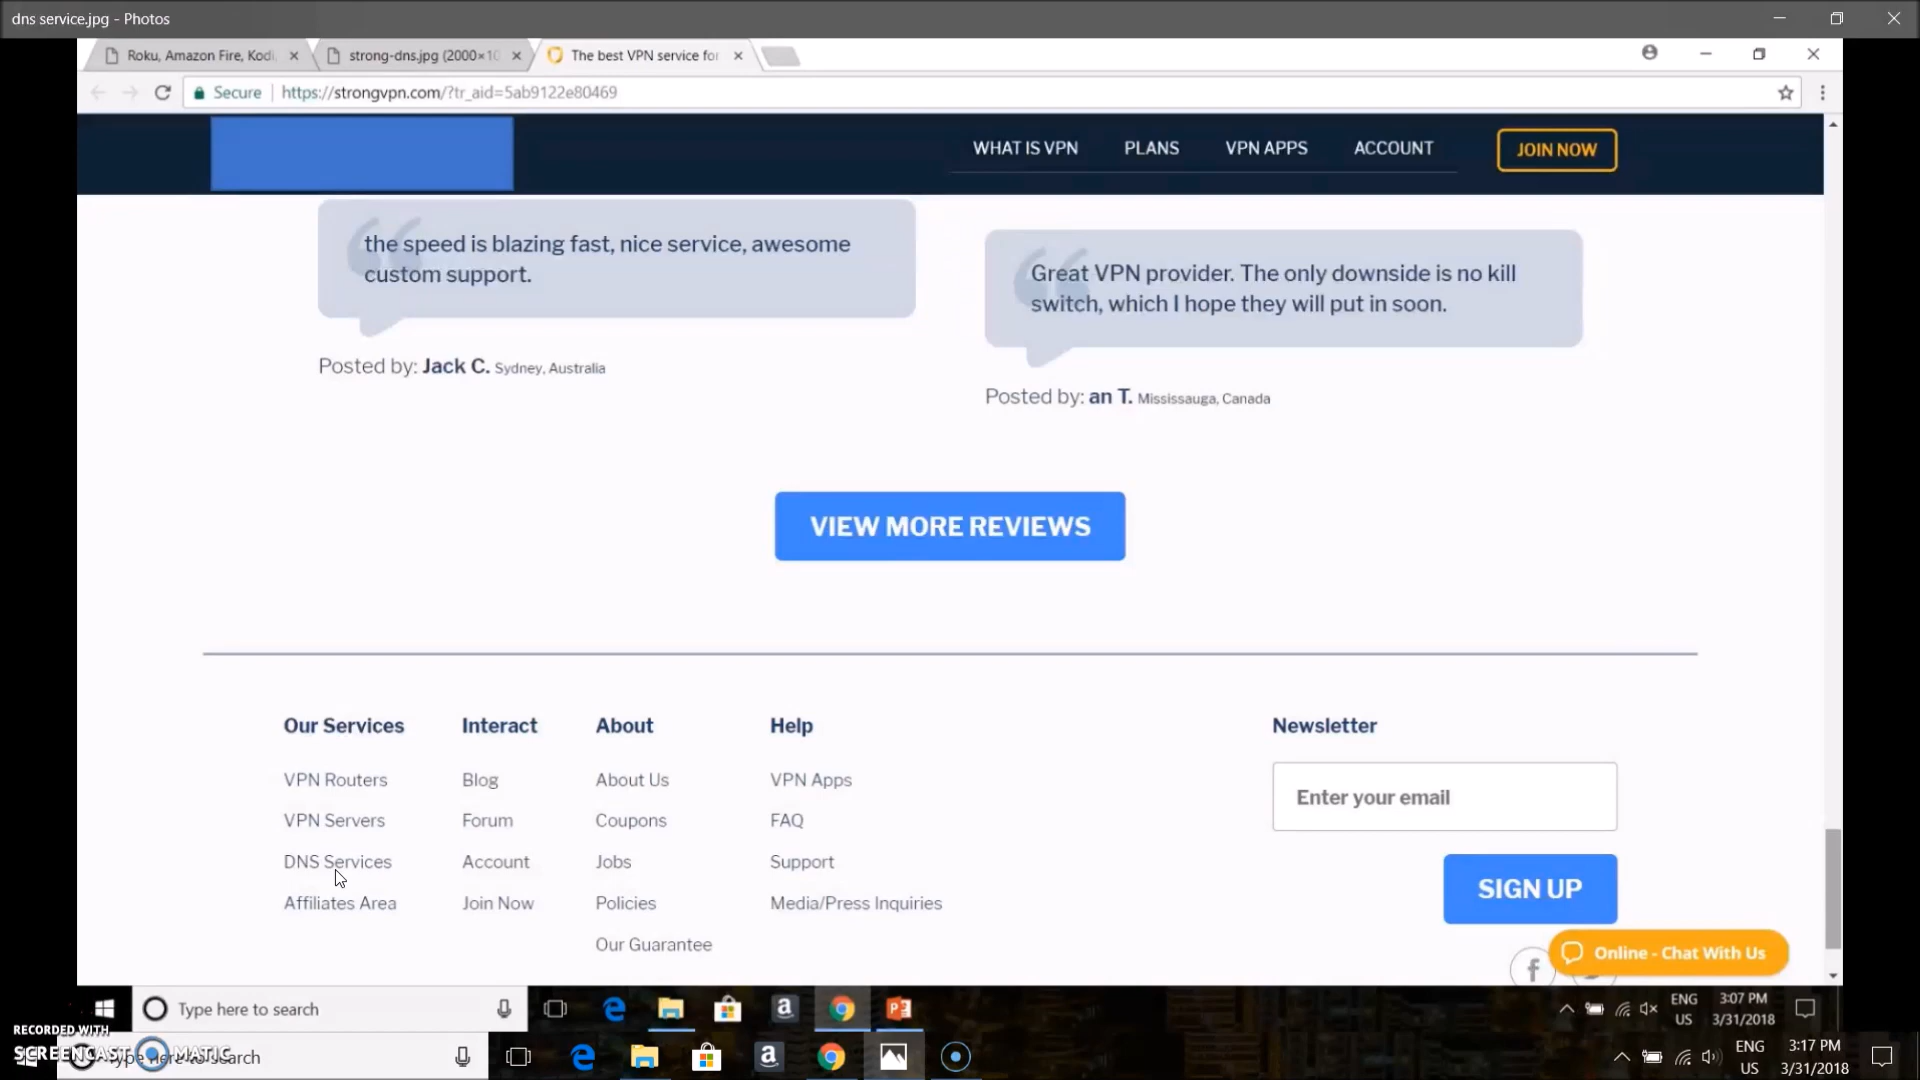 dns service.jpg - Photos
Roku, Amazon Fire, Kodi
strong-dns.jpg (2000×10
The best VPN service for
Secure https://strongvpn.com/?tr_aid=5ab9122e80469
WHAT IS VPN PLANS VPN APPS ACCOUNT JOIN NOW
the speed is blazing fast, nice service, awesome
custom support.
Posted by: Jack C. Sydney, Australia
Great VPN provider. The only downside is no kill
switch, which I hope they will put in soon.
Posted by: an T. Mississauga, Canada
VIEW MORE REVIEWS
Our Services
VPN Routers
VPN Servers
DNS Services
Affiliates Area
Interact
Blog
Forum
Account
Join Now
About
About Us
Coupons
Jobs
Policies
Our Guarantee
Help
VPN Apps
FAQ
Support
Media/Press Inquiries
Newsletter
Enter your email
SIGN UP
Online - Chat With Us
Type here to search
ENG
US
3:07 PM
3/31/2018
RECORDED WITH
SCREENCAST MATIC
Type here to search
ENG
US
3:17 PM
3/31/2018